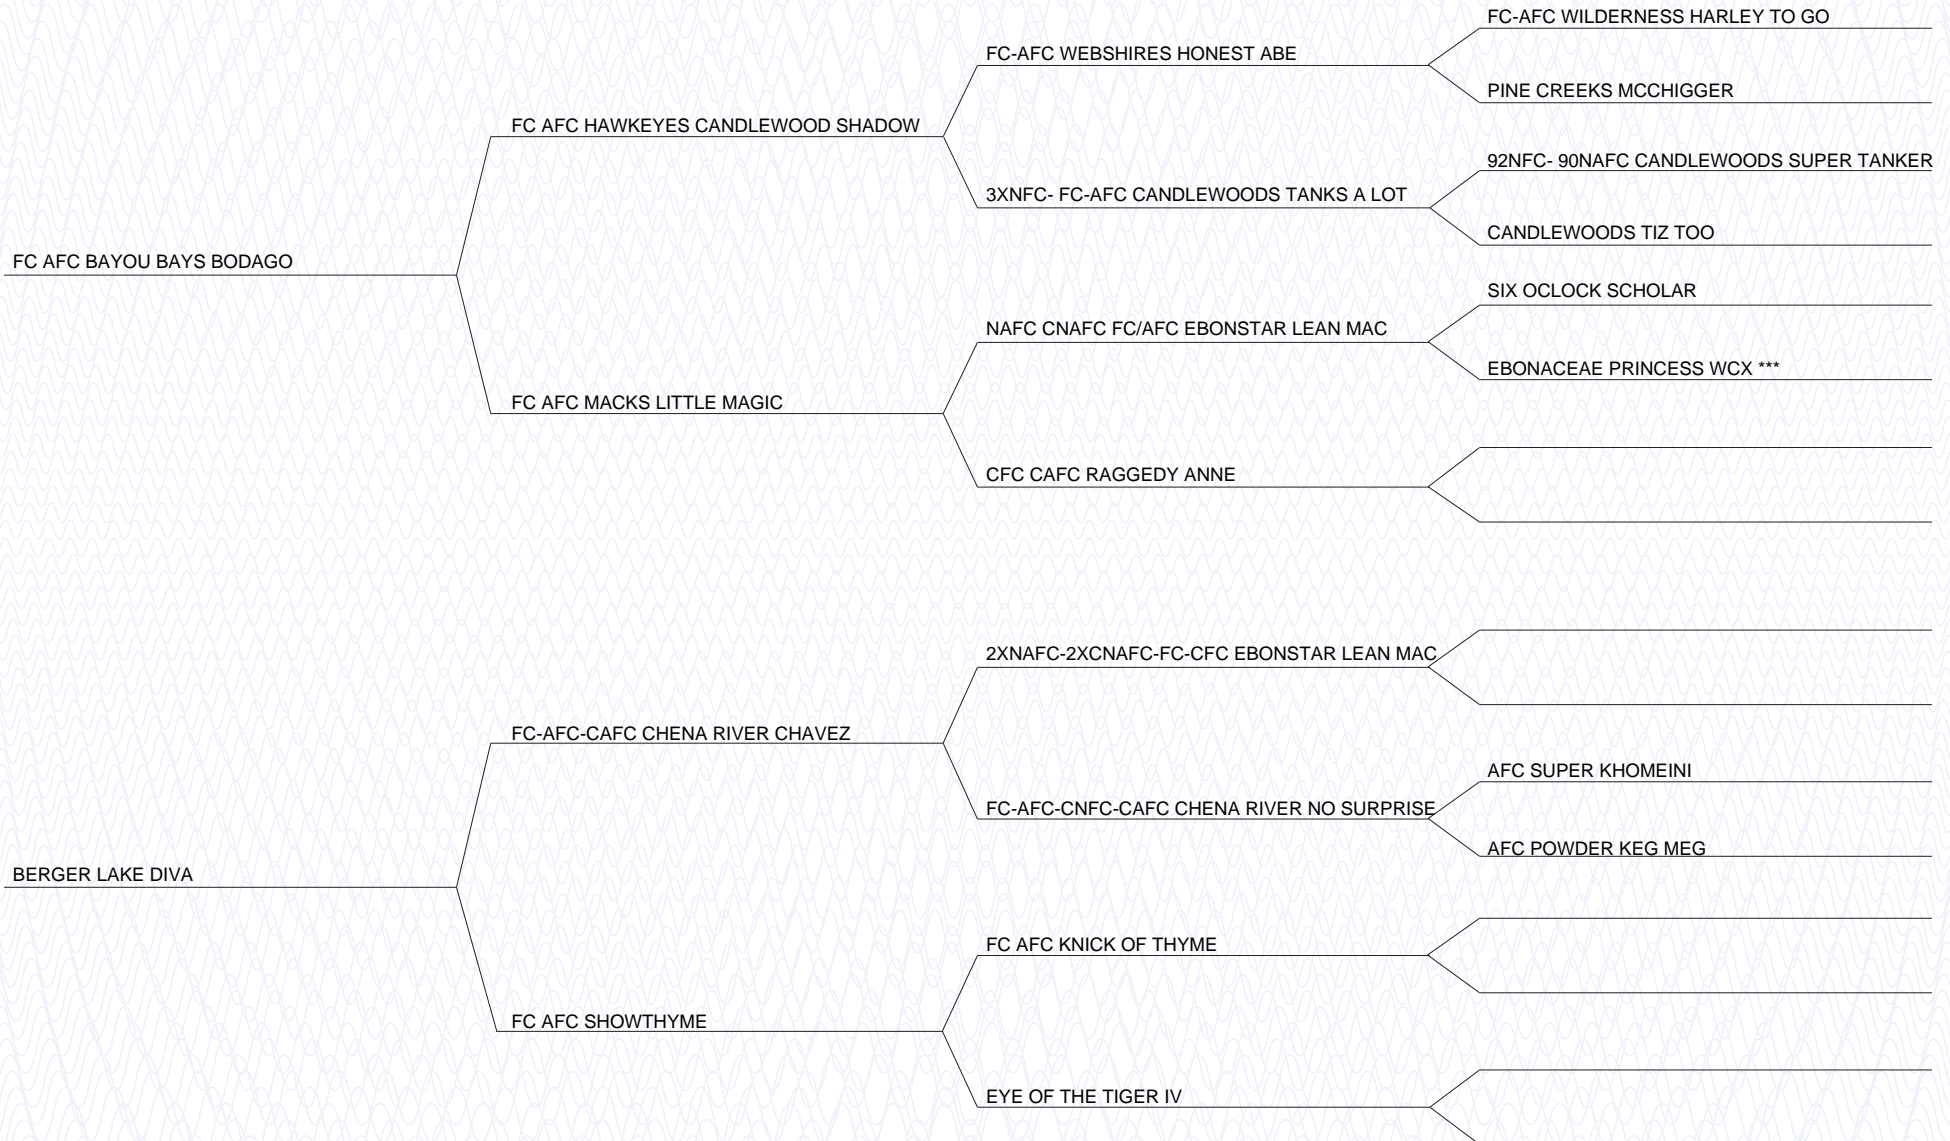 FC-AFC WILDERNESS HARLEY TO GO
FC-AFC WEBSHIRES HONEST ABE
PINE CREEKS MCCHIGGER
FC AFC HAWKEYES CANDLEWOOD SHADOW
92NFC- 90NAFC CANDLEWOODS SUPER TANKER
3XNFC- FC-AFC CANDLEWOODS TANKS A LOT
CANDLEWOODS TIZ TOO
FC AFC BAYOU BAYS BODAGO
SIX OCLOCK SCHOLAR
NAFC CNAFC FC/AFC EBONSTAR LEAN MAC
EBONACEAE PRINCESS WCX ***
FC AFC MACKS LITTLE MAGIC
CFC CAFC RAGGEDY ANNE
2XNAFC-2XCNAFC-FC-CFC EBONSTAR LEAN MAC
FC-AFC-CAFC CHENA RIVER CHAVEZ
AFC SUPER KHOMEINI
FC-AFC-CNFC-CAFC CHENA RIVER NO SURPRISE
AFC POWDER KEG MEG
BERGER LAKE DIVA
FC AFC KNICK OF THYME
FC AFC SHOWTHYME
EYE OF THE TIGER IV